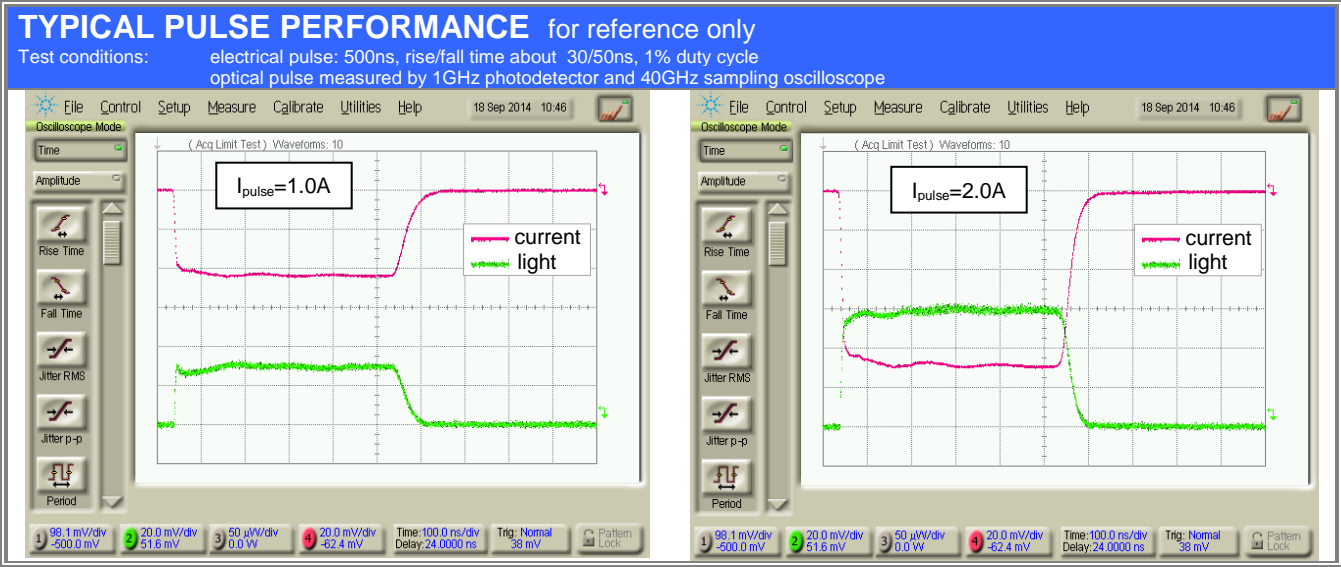 TYPICAL PULSE PERFORMANCE for reference only
Test conditions: electrical pulse: 500ns, rise/fall time about 30/50ns, 1% duty cycle
optical pulse measured by 1GHz photodetector and 40GHz sampling oscilloscope
File Control Setup Measure Calibrate Utilities Help 18 Sep 2014 10:46
Oscilloscope Mode
Time
( Acq Limit Test ) Waveforms: 10
Amplitude
Ipulse=1.0A
Rise Time
current
light
Fall Time
Jitter RMS
Jitter p-p
Period
1 98.1 mV/div -500.0 mV
2 20.0 mV/div 51.6 mV
3 50 µW/div 0.0 W
4 20.0 mV/div -62.4 mV
Time:100.0 ns/div Delay:24.0000 ns
Trig: Normal 38 mV
Pattern Lock
File Control Setup Measure Calibrate Utilities Help 18 Sep 2014 10:46
Oscilloscope Mode
Time
( Acq Limit Test ) Waveforms: 10
Amplitude
Ipulse=2.0A
Rise Time
current
light
Fall Time
Jitter RMS
Jitter p-p
Period
1 98.1 mV/div -500.0 mV
2 20.0 mV/div 51.6 mV
3 50 µW/div 0.0 W
4 20.0 mV/div -62.4 mV
Time:100.0 ns/div Delay:24.0000 ns
Trig: Normal 38 mV
Pattern Lock